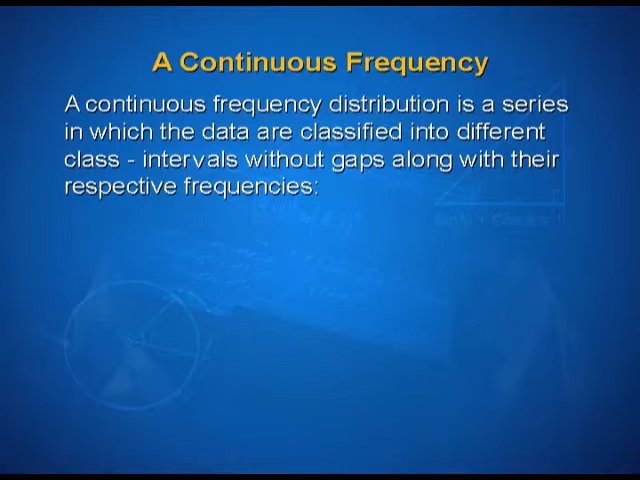 A Continuous Frequency
A continuous frequency distribution is a series
in which the data are classified into different
class - intervals without gaps along with their
respective frequencies: